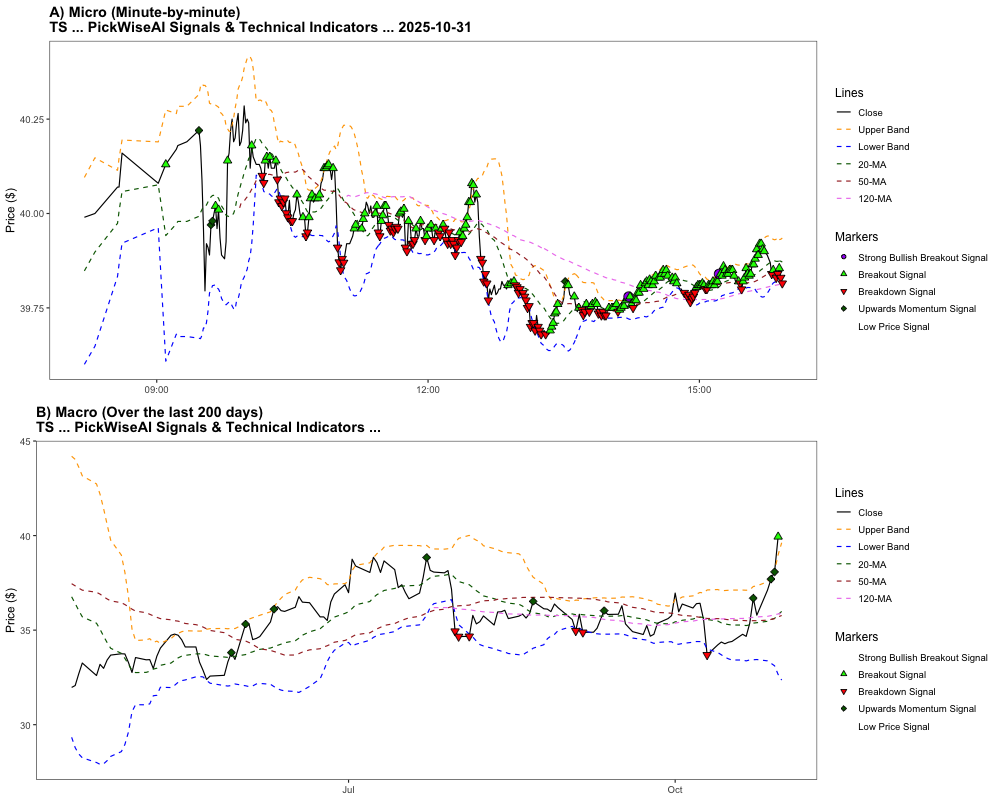 A) Micro (Minute-by-minute)
TS ... PickWiseAI Signals & Technical Indicators ... 2025-10-31
Price ($)
40.25
40.00
39.75
09:00
12:00
15:00
Lines
Close
Upper Band
Lower Band
20-MA
50-MA
120-MA
Markers
Strong Bullish Breakout Signal
Breakout Signal
Breakdown Signal
Upwards Momentum Signal
Low Price Signal
B) Macro (Over the last 200 days)
TS ... PickWiseAI Signals & Technical Indicators ...
Price ($)
45
40
35
30
Jul
Oct
Lines
Close
Upper Band
Lower Band
20-MA
50-MA
120-MA
Markers
Strong Bullish Breakout Signal
Breakout Signal
Breakdown Signal
Upwards Momentum Signal
Low Price Signal